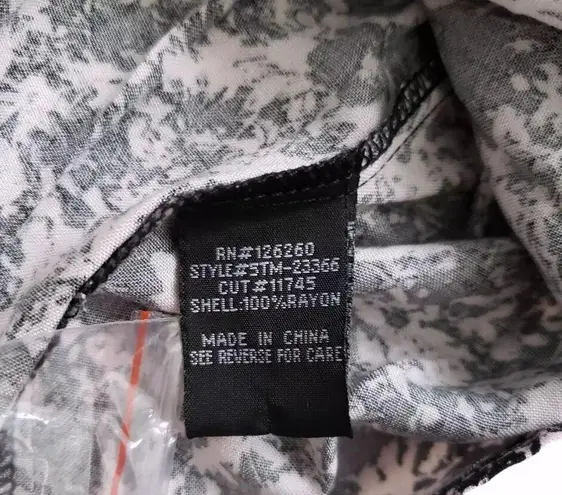 RN#126260
STYLE#STM-23366
CUT#11745
SHELL:100%RAYON
MADE IN CHINA
SEE REVERSE FOR CARE